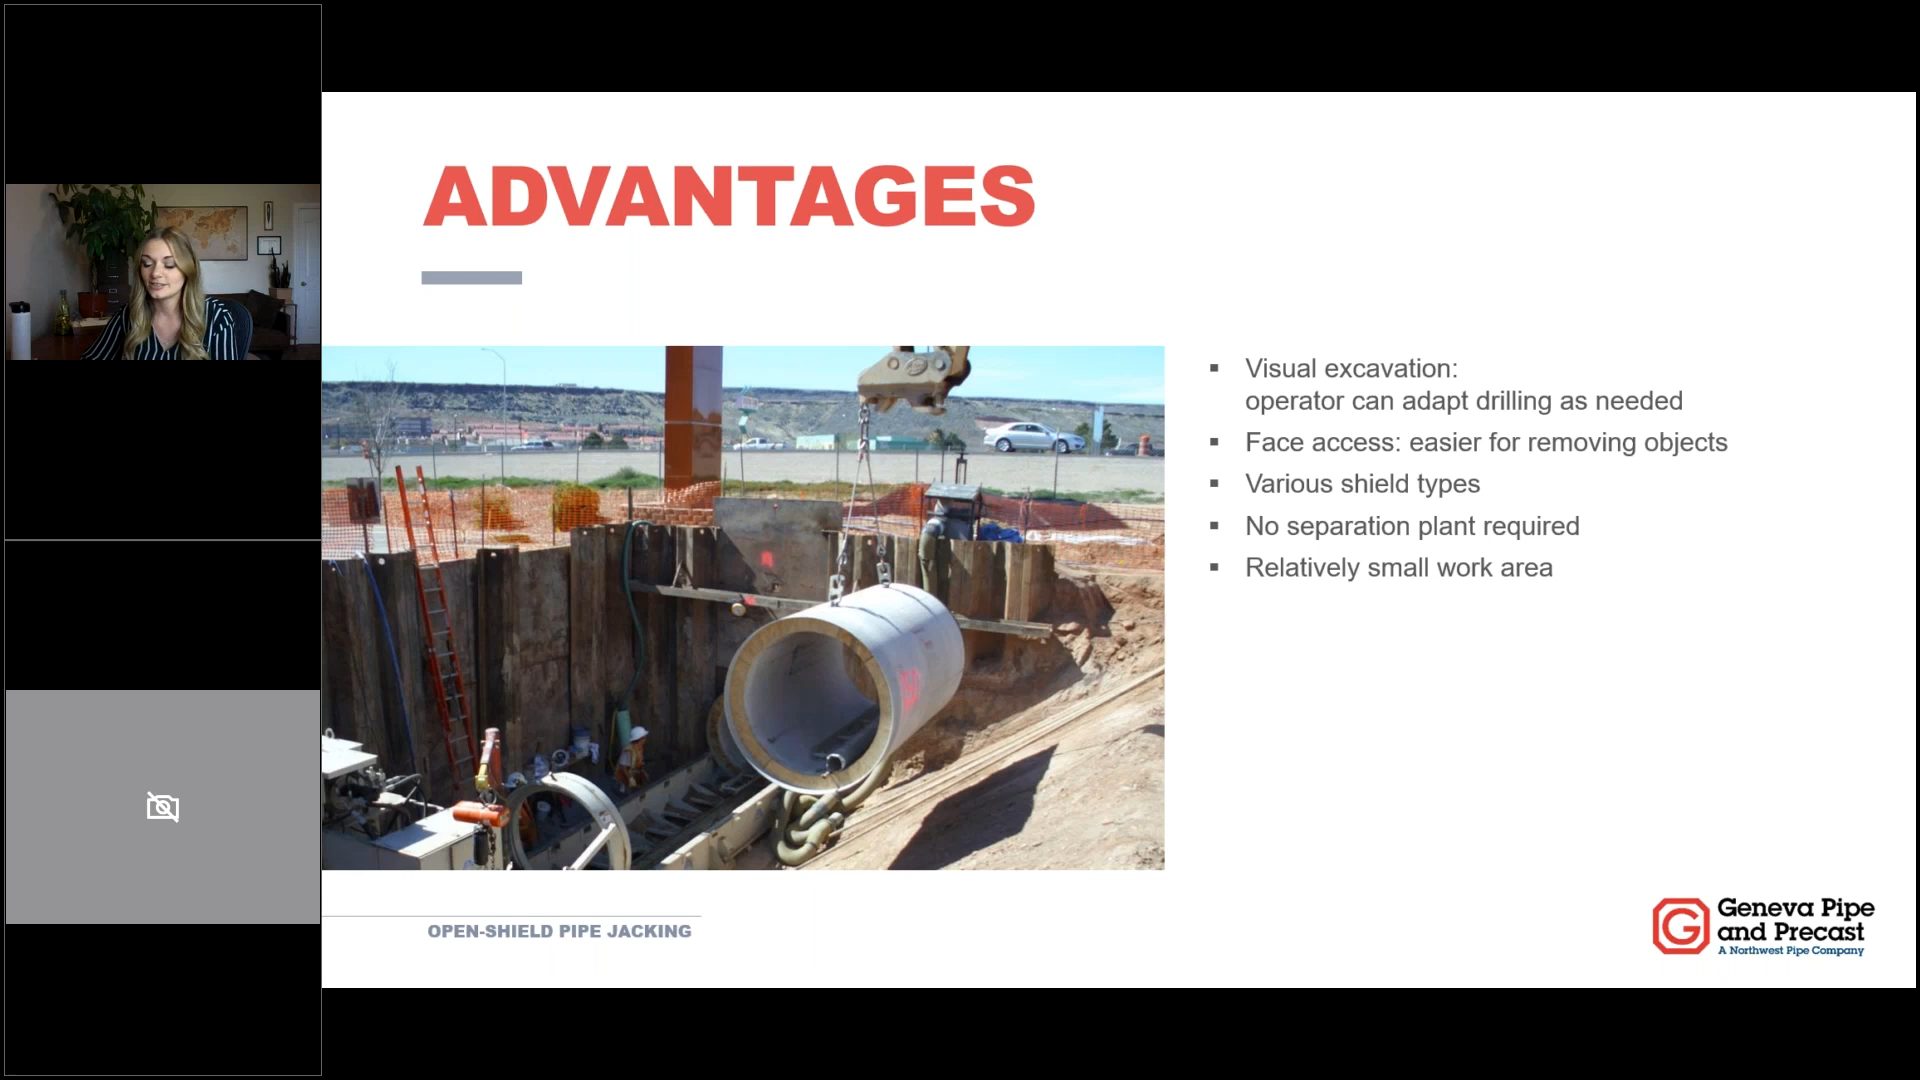 ADVANTAGES
Visual excavation:
operator can adapt drilling as needed
Face access: easier for removing objects
Various shield types
No separation plant required
Relatively small work area
OPEN-SHIELD PIPE JACKING
G
Geneva Pipe
and Precast
A Northwest Pipe Company